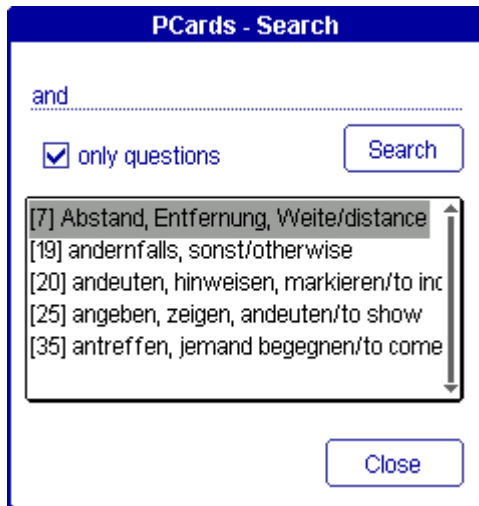 PCards - Search
and
only questions
Search
[7] Abstand, Entfernung, Weite/distance
[19] andernfalls, sonst/otherwise
[20] andeuten, hinweisen, markieren/to inc
[25] angeben, zeigen, andeuten/to show
[35] antreffen, jemand begegnen/to come
Close